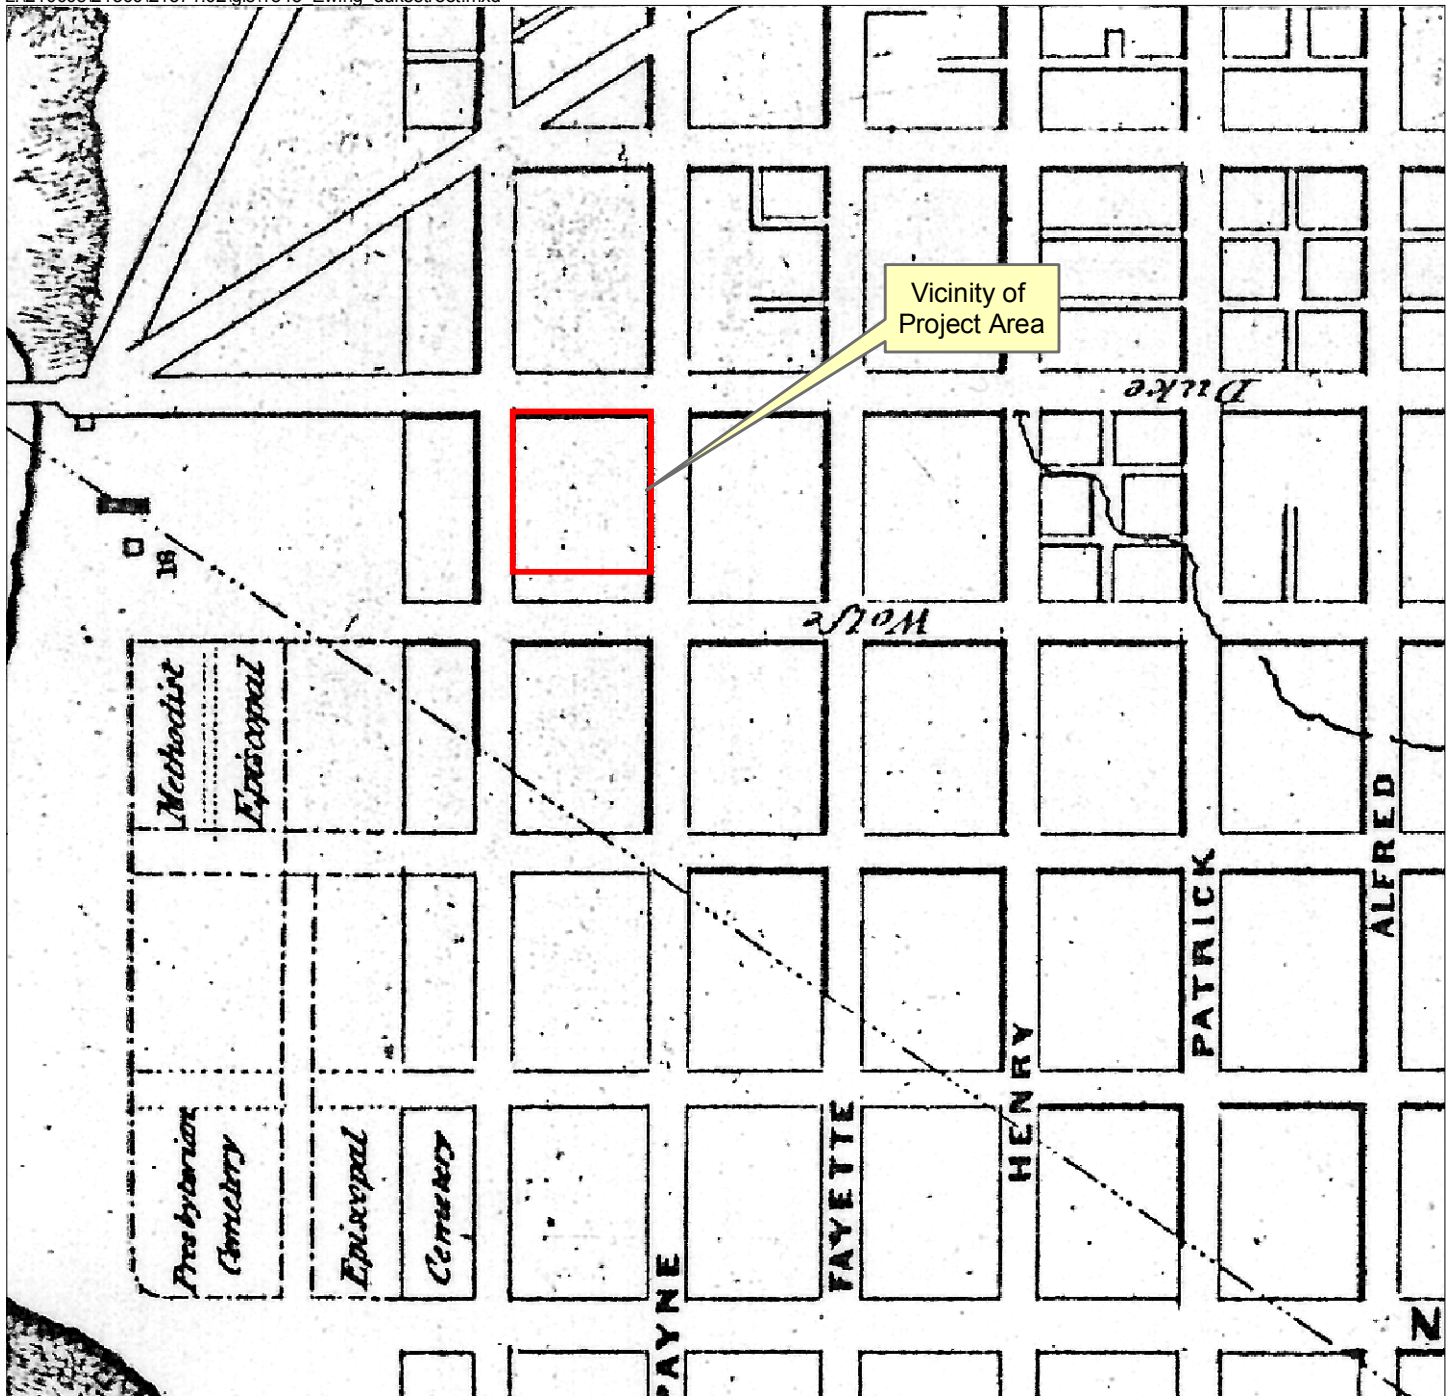 Vicinity of
Project Area
Duke
Wolfe
18
Methodist
Episcopal
ALFRED
PATRICK
HENRY
FAYETTE
PAYNE
Presbyterian
Cemetery
Episcopal
Cemetery
N